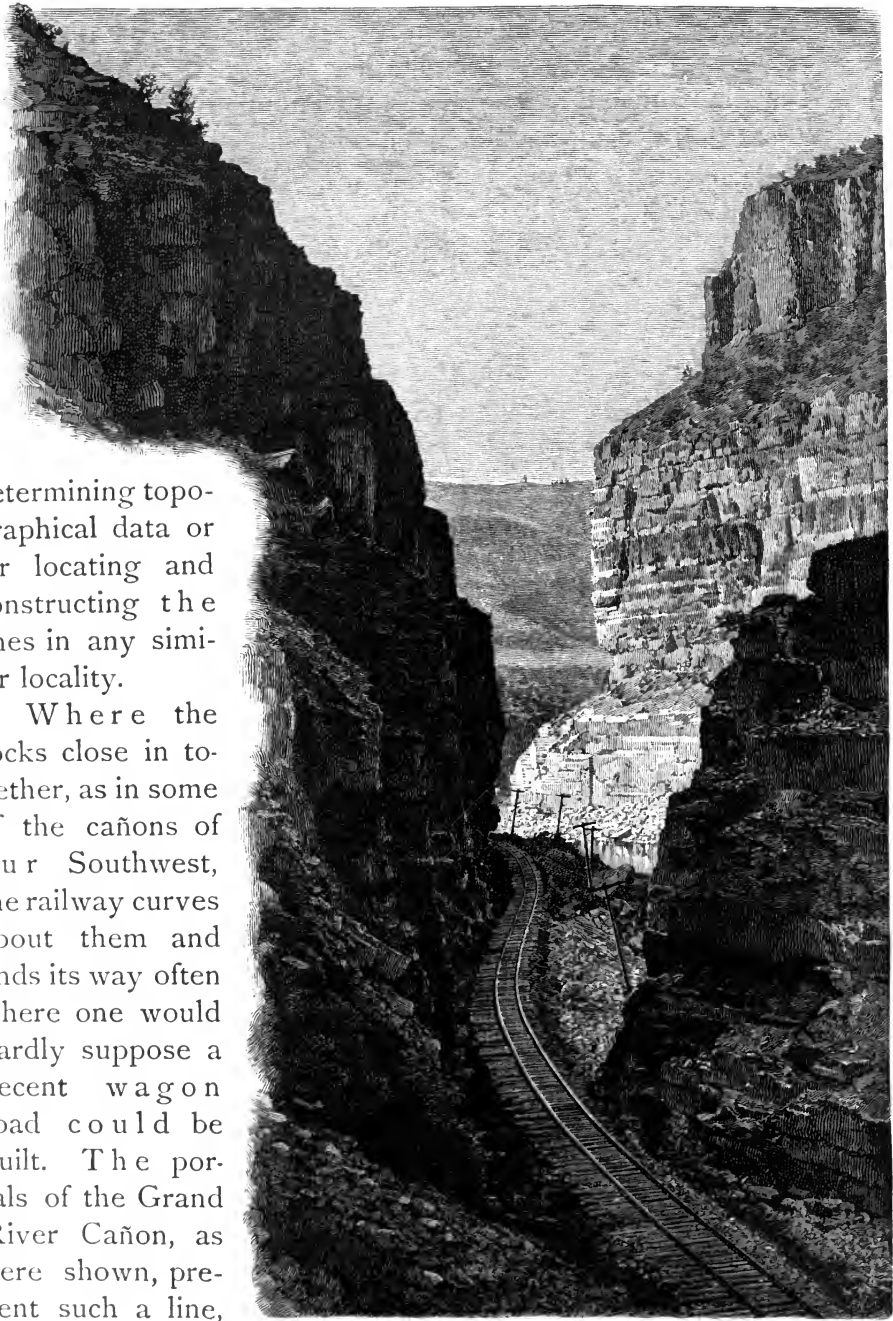 etermining topo-
raphical data or
r locating and
onstructing the
nes in any simi-
r locality.
Where the
ocks close in to-
ether, as in some
f the cañons of
ur Southwest,
he railway curves
bout them and
nds its way often
here one would
ardly suppose a
ecent wagon
oad could be
uilt. The por-
als of the Grand
River Cañon, as
ere shown, pre-
ent such a line,